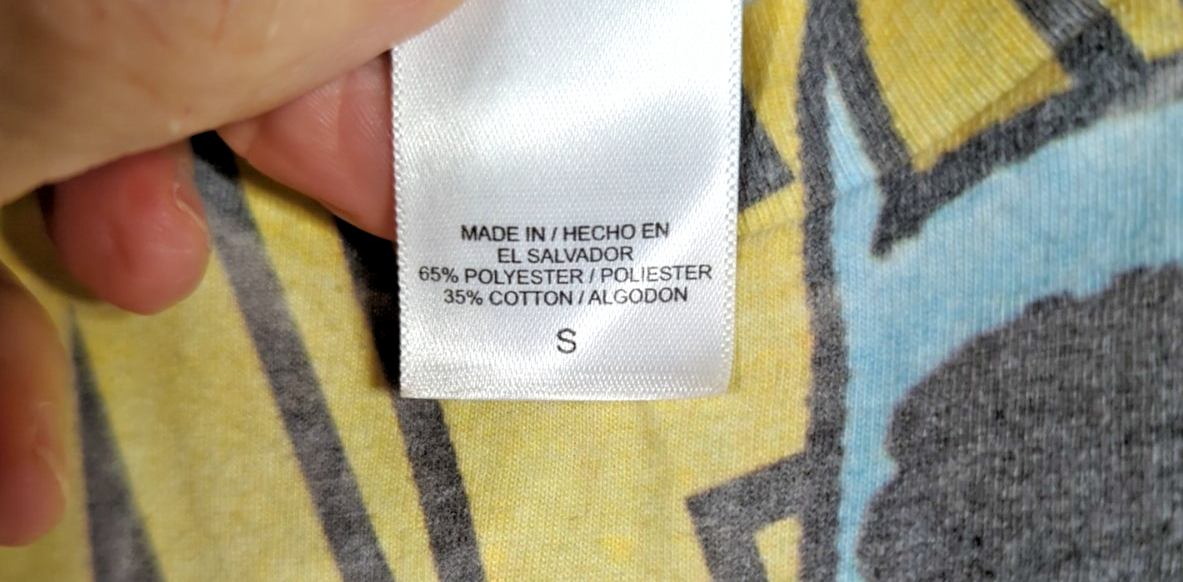 MADE IN / HECHO EN
EL SALVADOR
65% POLYESTER / POLIESTER
35% COTTON / ALGODON
S